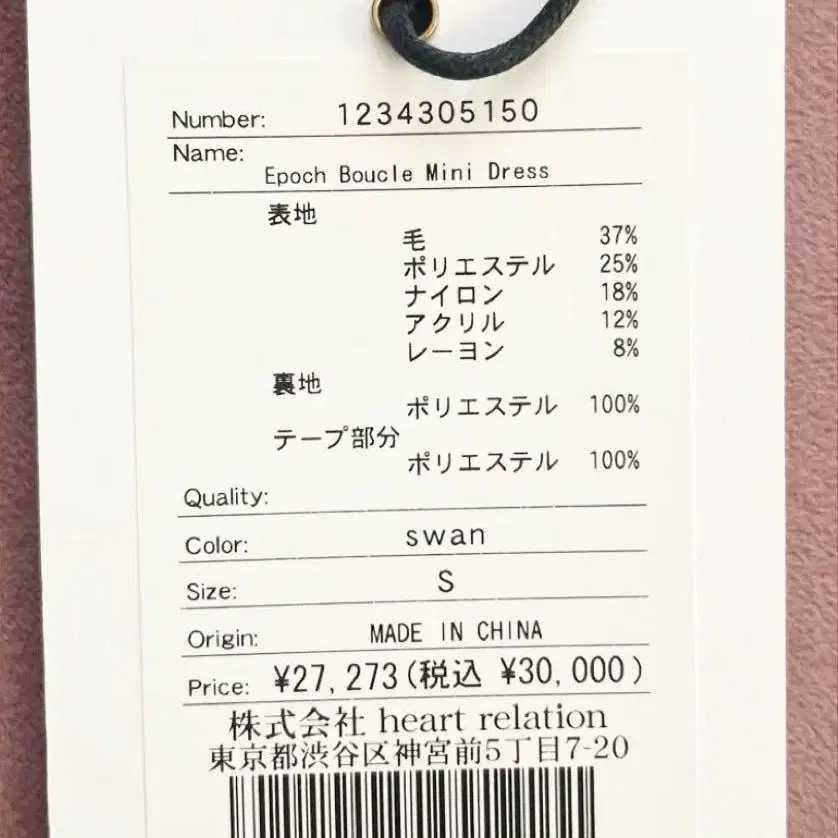 Number: 1234305150
Name:
Epoch Boucle Mini Dress
表地
毛 37%
ポリエステル 25%
ナイロン 18%
アクリル 12%
レーヨン 8%
裏地
ポリエステル 100%
テープ部分
ポリエステル 100%
Quality:
Color: swan
Size: S
Origin: MADE IN CHINA
Price: ¥27,273(税込 ¥30,000)
株式会社 heart relation
東京都渋谷区神宮前5丁目7-20